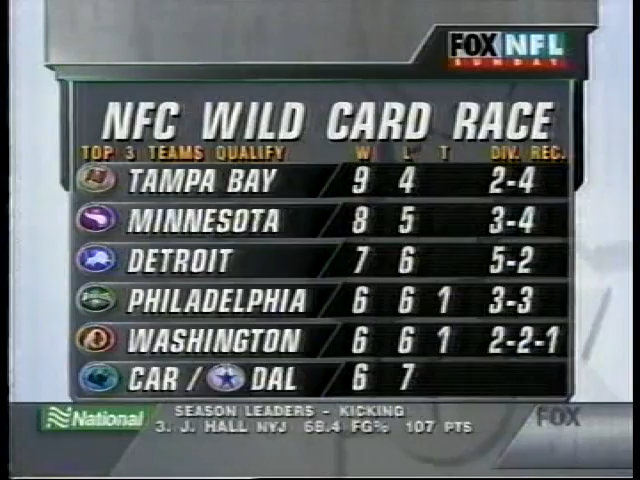 FOX NFL
SUNDAY
NFC WILD CARD RACE
TOP 3 TEAMS QUALIFY W L T DIV. REC.
TAMPA BAY 9 4 2-4
MINNESOTA 8 5 3-4
DETROIT 7 6 5-2
PHILADELPHIA 6 6 1 3-3
WASHINGTON 6 6 1 2-2-1
CAR / DAL 6 7
National SEASON LEADERS - KICKING FOX
3. J. HALL NYJ 68.4 FG% 107 PTS